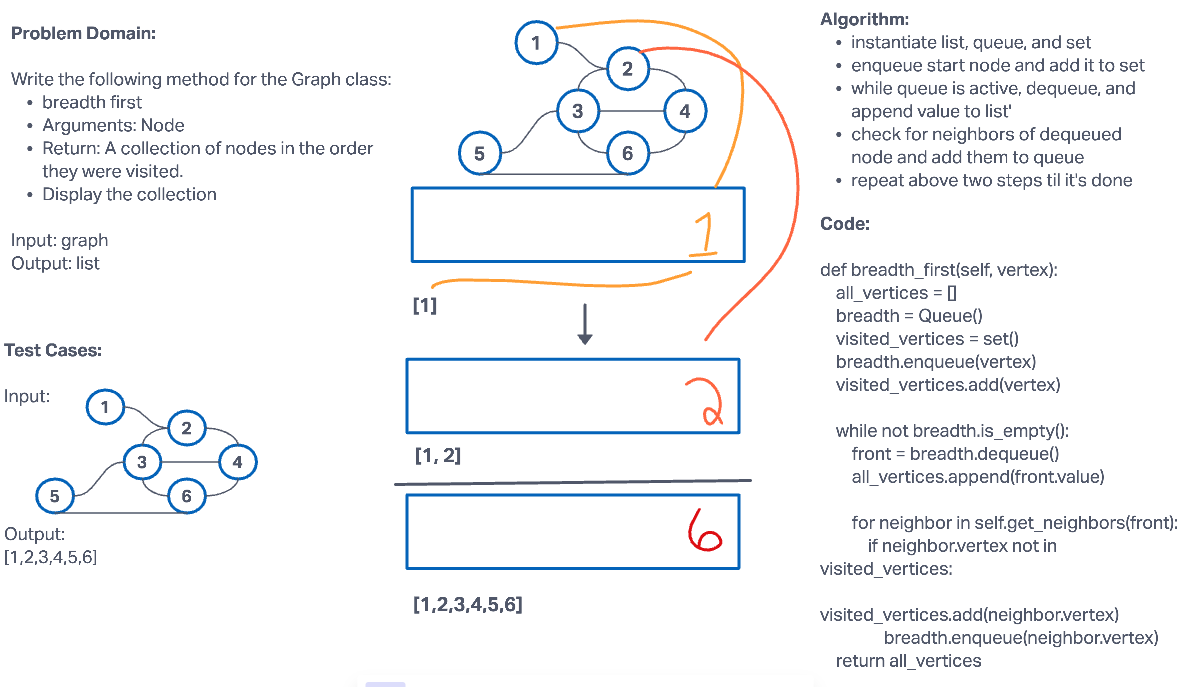 Problem Domain:
Write the following method for the Graph class:
• breadth first
• Arguments: Node
• Return: A collection of nodes in the order
they were visited.
• Display the collection
Input: graph
Output: list
Test Cases:
Input:
1
2
3
4
5
6
Output:
[1,2,3,4,5,6]
1
2
3
4
5
6
1
[1]
2
[1, 2]
6
[1,2,3,4,5,6]
Algorithm:
• instantiate list, queue, and set
• enqueue start node and add it to set
• while queue is active, dequeue, and
append value to list'
• check for neighbors of dequeued
node and add them to queue
• repeat above two steps til it's done
Code:
def breadth_first(self, vertex):
all_vertices = []
breadth = Queue()
visited_vertices = set()
breadth.enqueue(vertex)
visited_vertices.add(vertex)
while not breadth.is_empty():
front = breadth.dequeue()
all_vertices.append(front.value)
for neighbor in self.get_neighbors(front):
if neighbor.vertex not in
visited_vertices:
visited_vertices.add(neighbor.vertex)
breadth.enqueue(neighbor.vertex)
return all_vertices